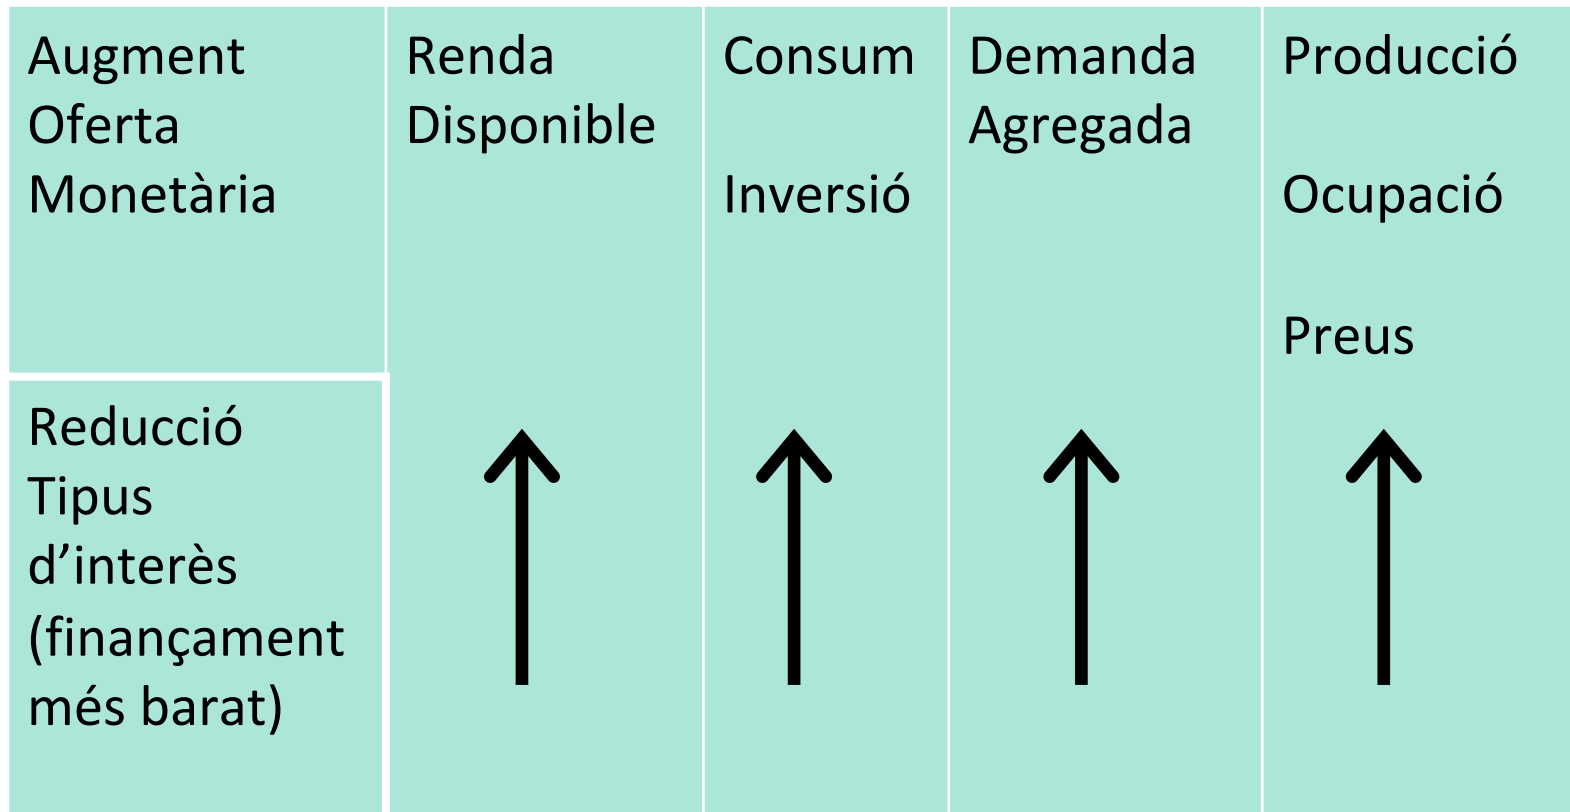 Augment
Oferta
Monetària
Reducció
Tipus
d’interès
(finançament
més barat)
Renda
Disponible
Consum
Inversió
Demanda
Agregada
Producció
Ocupació
Preus